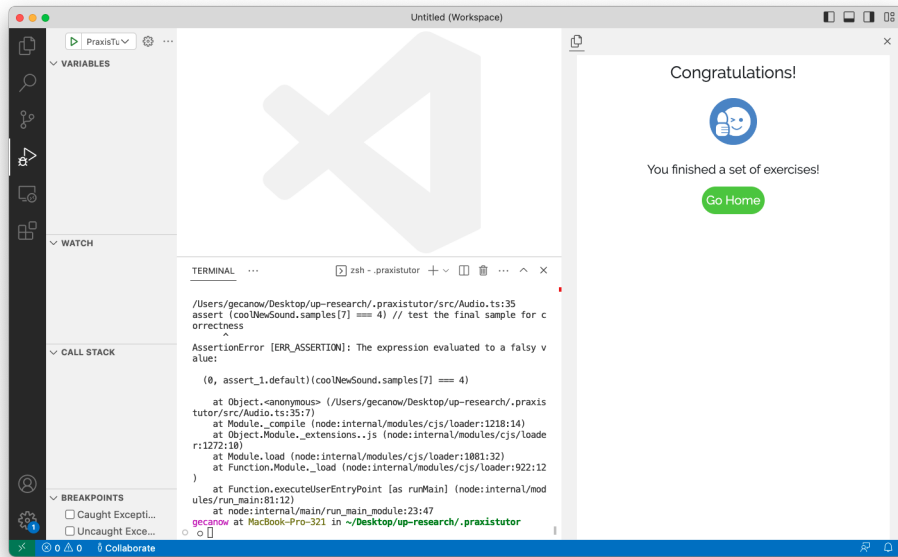 Untitled (Workspace)
PraxisTu
VARIABLES
WATCH
CALL STACK
BREAKPOINTS
Caught Excepti...
Uncaught Exce...
TERMINAL ...
zsh - .praxistutor
/Users/gecanow/Desktop/up-research/.praxistutor/src/Audio.ts:35
assert (coolNewSound.samples[7] === 4) // test the final sample for c
orrectness
^
AssertionError [ERR_ASSERTION]: The expression evaluated to a falsy v
alue:
(0, assert_1.default)(coolNewSound.samples[7] === 4)
at Object.<anonymous> (/Users/gecanow/Desktop/up-research/.praxis
tutor/src/Audio.ts:35:7)
at Module._compile (node:internal/modules/cjs/loader:1218:14)
at Object.Module._extensions..js (node:internal/modules/cjs/loade
r:1272:10)
at Module.load (node:internal/modules/cjs/loader:1081:32)
at Function.Module._load (node:internal/modules/cjs/loader:922:12
)
at Function.executeUserEntryPoint [as runMain] (node:internal/mod
ules/run_main:81:12)
at node:internal/main/run_main_module:23:47
gecanow at MacBook-Pro-321 in ~/Desktop/up-research/.praxistutor
Congratulations!
You finished a set of exercises!
Go Home
1
0 0 Collaborate